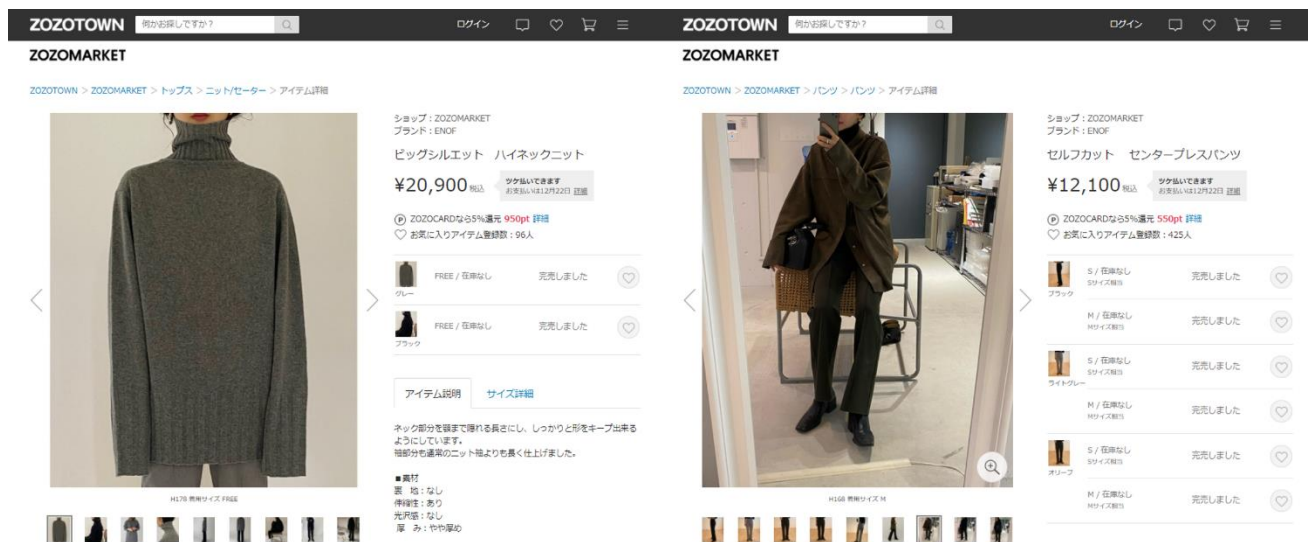 ZOZOTOWN
何かお探しですか？
ログイン
ZOZOMARKET
ZOZOTOWN > ZOZOMARKET > トップス > ニット/セーター > アイテム詳細
ショップ：ZOZOMARKET
ブランド：ENOF
ビッグシルエット ハイネックニット
¥20,900 税込
ツケ払いできます
お支払いは12月22日 詳細
P ZOZOCARDなら5%還元 950pt 詳細
お気に入りアイテム登録数：96人
FREE / 在庫なし 完売しました
グレー
FREE / 在庫なし 完売しました
ブラック
アイテム説明 サイズ詳細
ネック部分を顎まで隠れる長さにし、しっかりと形をキープ出来る
ようにしています。
袖部分も通常のニット袖よりも長く仕上げました。
■素材
裏 地：なし
伸縮性：あり
光沢感：なし
厚 み：やや厚め
H178 着用サイズ FREE
ZOZOTOWN
何かお探しですか？
ログイン
ZOZOMARKET
ZOZOTOWN > ZOZOMARKET > パンツ > パンツ > アイテム詳細
ショップ：ZOZOMARKET
ブランド：ENOF
セルフカット センタープレスパンツ
¥12,100 税込
ツケ払いできます
お支払いは12月22日 詳細
P ZOZOCARDなら5%還元 550pt 詳細
お気に入りアイテム登録数：425人
S / 在庫なし 完売しました
Sサイズ相当
ブラック
M / 在庫なし 完売しました
Mサイズ相当
S / 在庫なし 完売しました
Sサイズ相当
ライトグレー
M / 在庫なし 完売しました
Mサイズ相当
S / 在庫なし 完売しました
Sサイズ相当
オリーブ
M / 在庫なし 完売しました
Mサイズ相当
H168 着用サイズ M